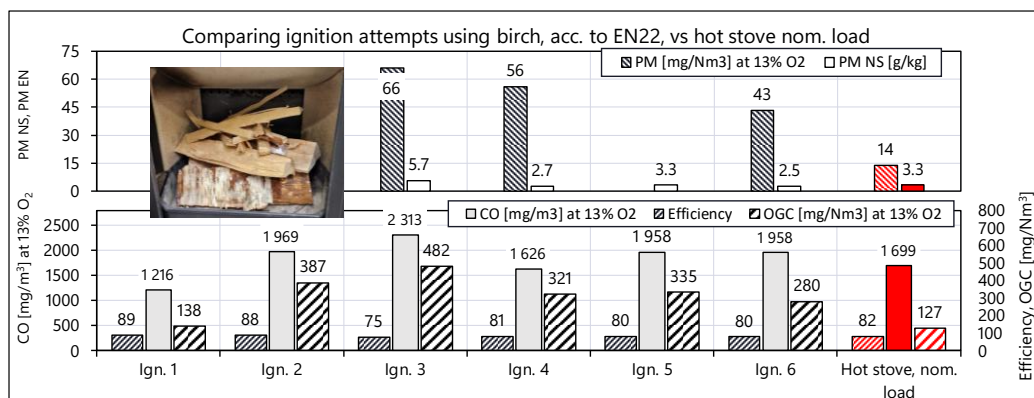 Comparing ignition attempts using birch, acc. to EN22, vs hot stove nom. load
PM NS, PM EN
75
60
45
30
15
0
PM [mg/Nm3] at 13% O2 PM NS [g/kg]
66 5.7 56 2.7 3.3 43 2.5 14 3.3
CO [mg/m³] at 13% O₂
2500
2000
1500
1000
500
0
CO [mg/m3] at 13% O2 Efficiency OGC [mg/Nm3] at 13% O2
89 1 216 138 88 1 969 387 75 2 313 482 81 1 626 321 80 1 958 335 80 1 958 280 82 1 699 127
800
700
600
500
400
300
200
100
0
Efficiency, OGC [mg/Nm³]
Ign. 1 Ign. 2 Ign. 3 Ign. 4 Ign. 5 Ign. 6 Hot stove, nom.
load